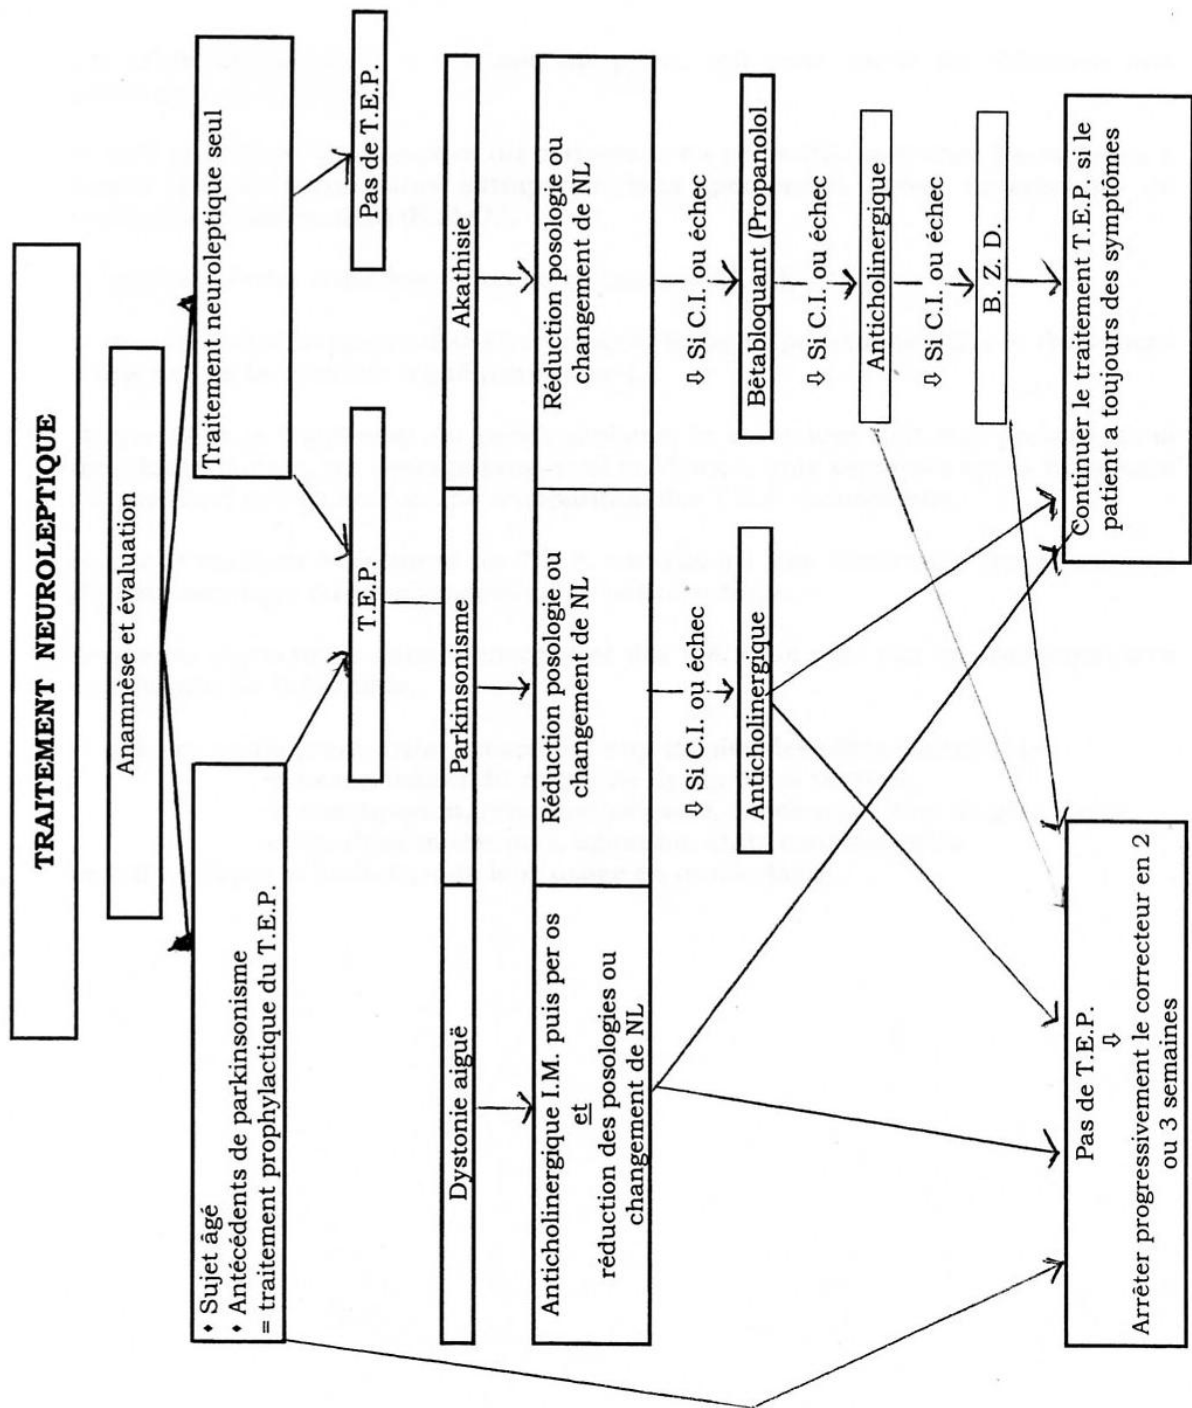 TRAITEMENT NEUROLEPTIQUE
Anamnèse et évaluation
♦ Sujet âgé
♦ Antécédents de parkinsonisme
= traitement prophylactique du T.E.P.
Traitement neuroleptique seul
T.E.P.
Pas de T.E.P.
Dystonie aiguë
Parkinsonisme
Akathisie
Anticholinergique I.M. puis per os
et
réduction des posologies ou
changement de NL
Réduction posologie ou
changement de NL
Réduction posologie ou
changement de NL
⇩ Si C.I. ou échec
Anticholinergique
⇩ Si C.I. ou échec
Bêtabloquant (Propanolol
⇩ Si C.I. ou échec
Anticholinergique
⇩ Si C.I. ou échec
B. Z. D.
Pas de T.E.P.
⇩
Arrêter progressivement le correcteur en 2
ou 3 semaines
Continuer le traitement T.E.P. si le
patient a toujours des symptômes